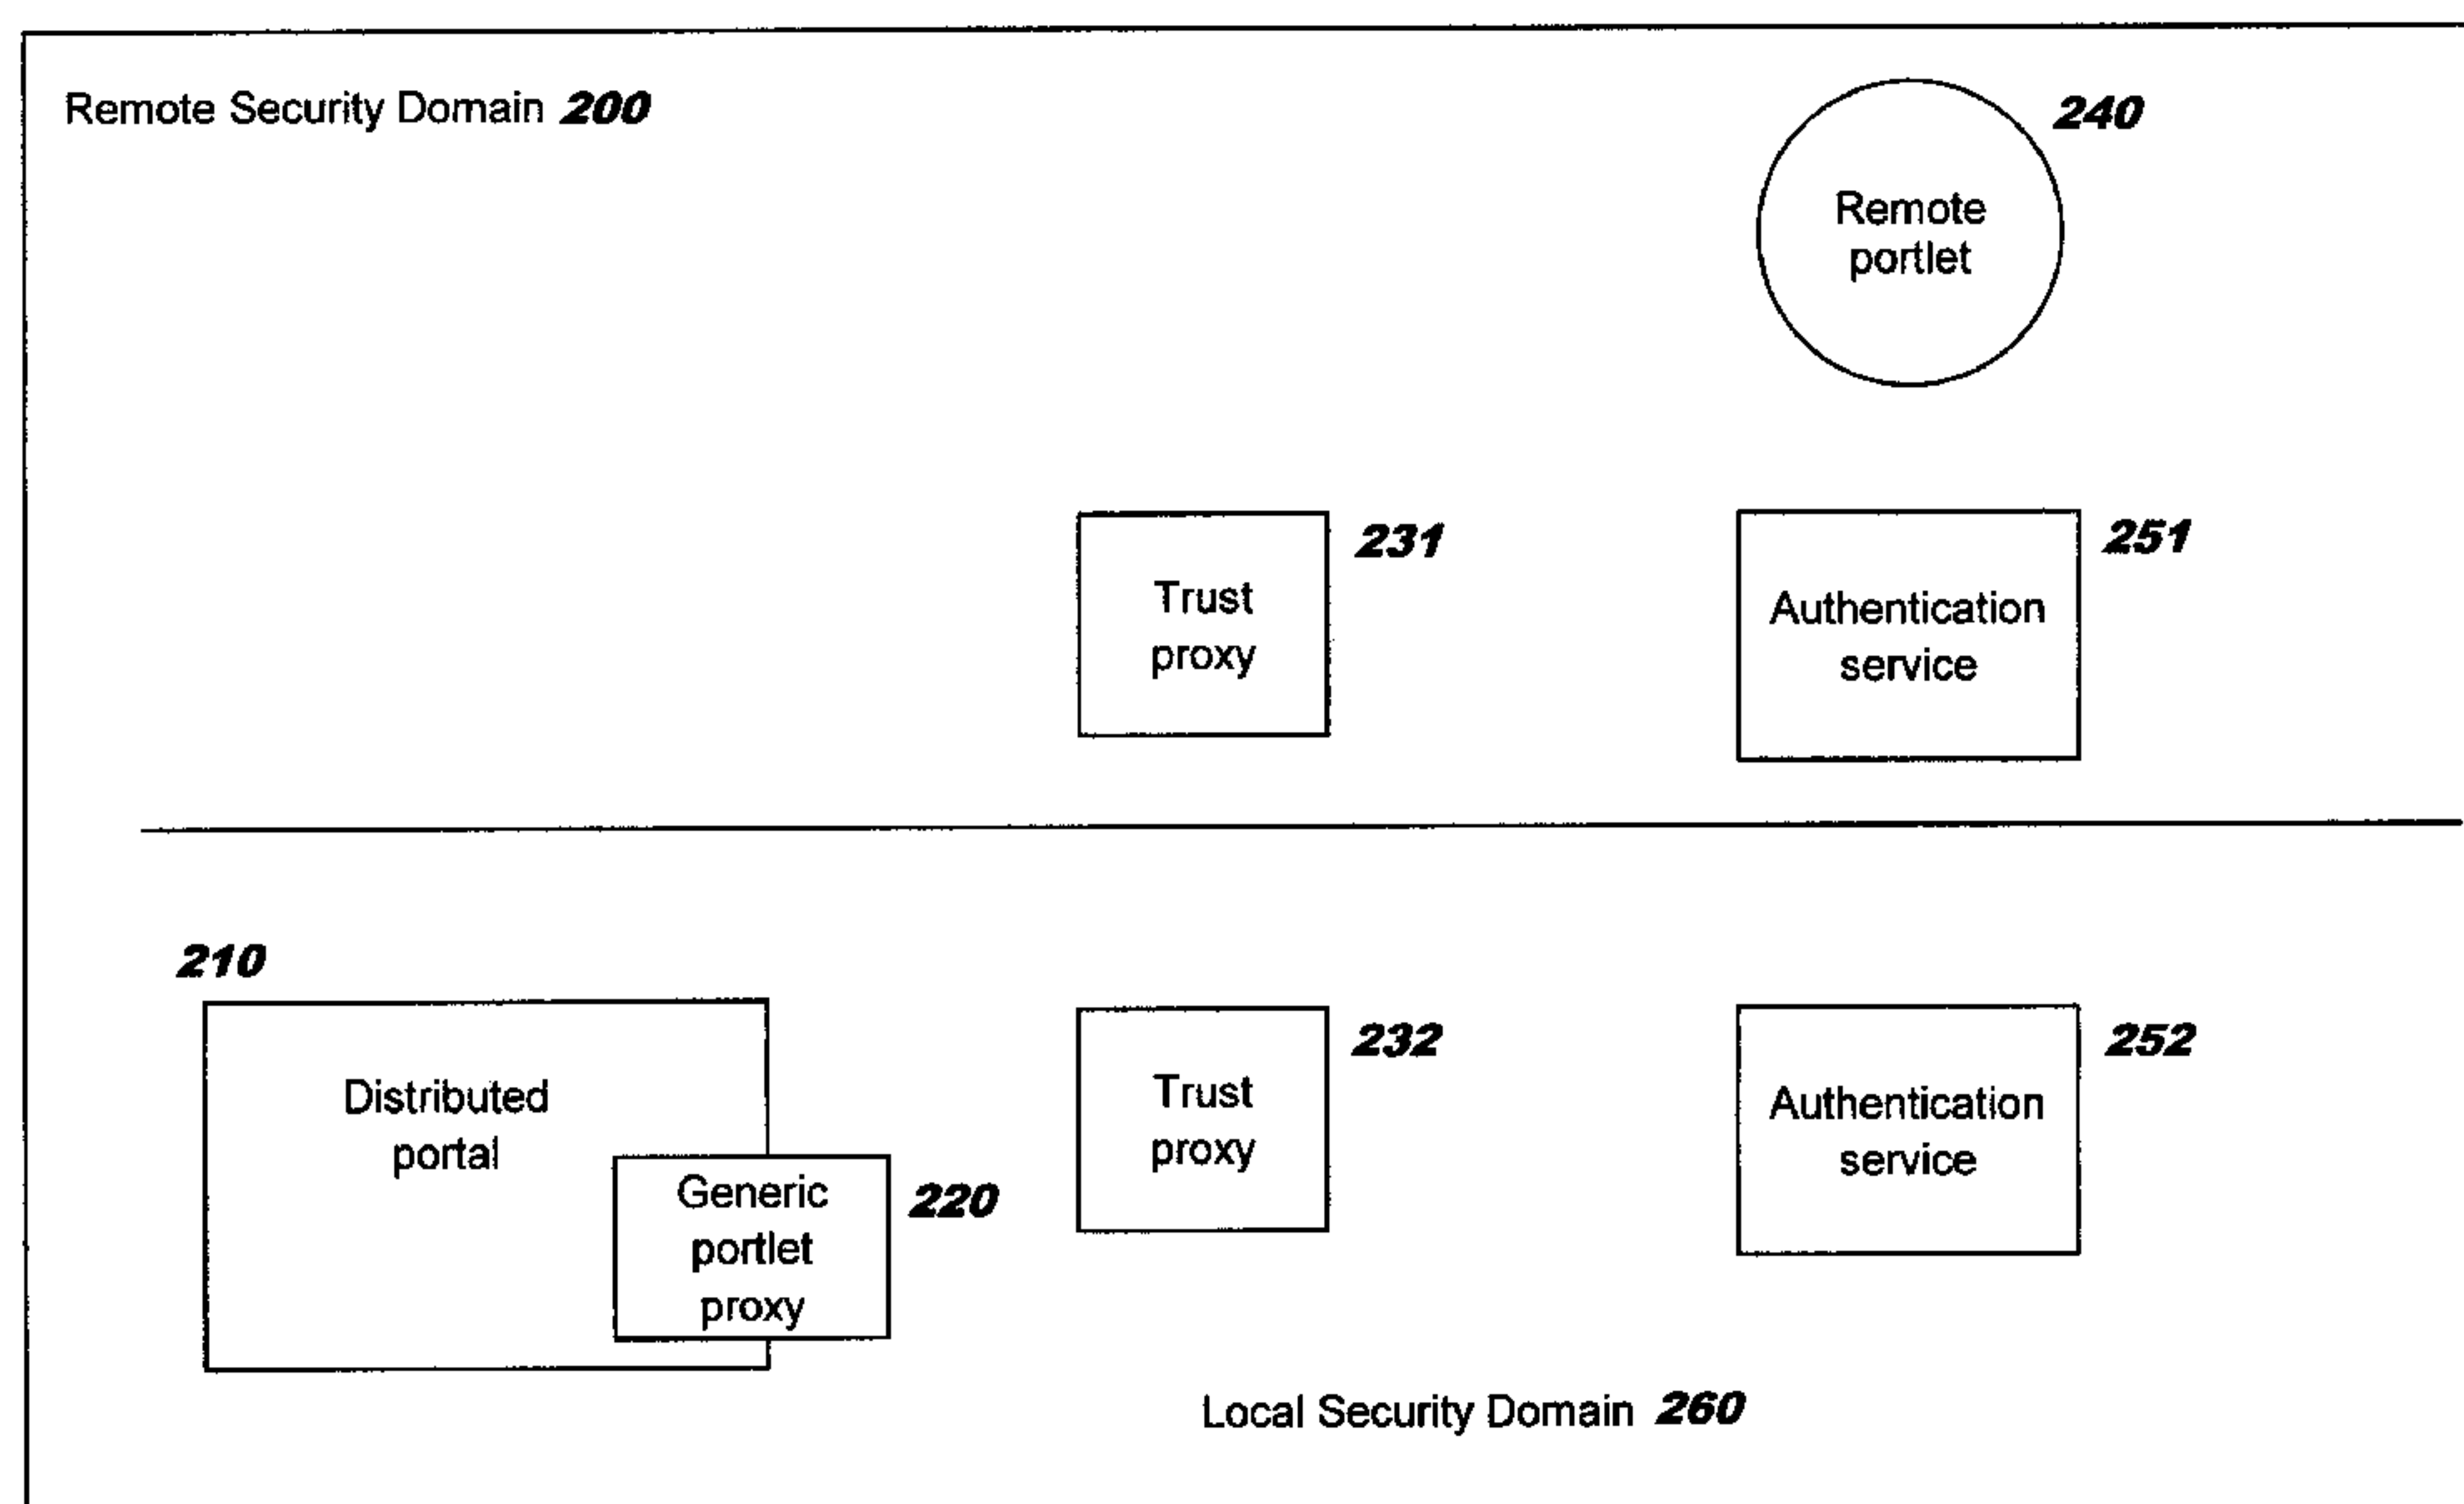 Remote Security Domain 200
240
Remote
portlet
231
Trust
proxy
251
Authentication
service
210
Distributed
portal
Generic
portlet
proxy
220
232
Trust
proxy
252
Authentication
service
Local Security Domain 260